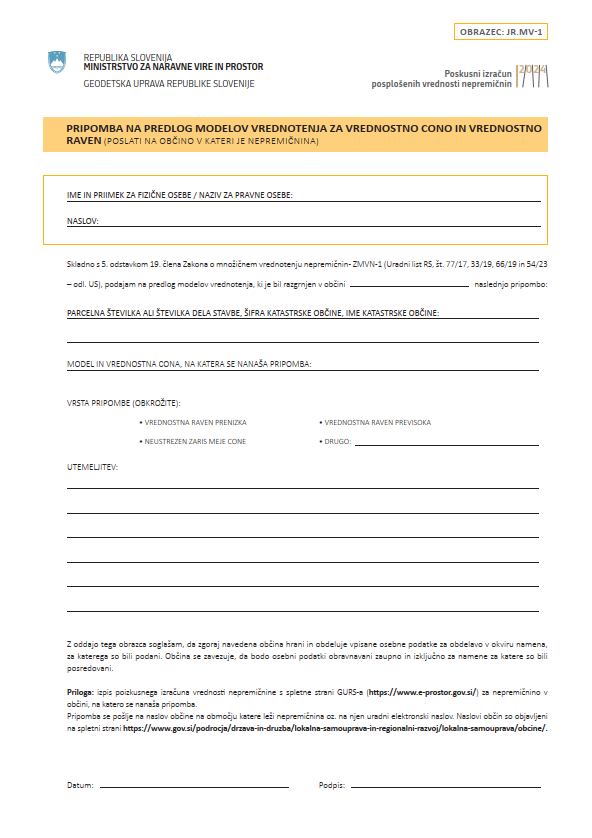 OBRAZEC: JR.MV-1
REPUBLIKA SLOVENIJA
MINISTRSTVO ZA NARAVNE VIRE IN PROSTOR
GEODETSKA UPRAVA REPUBLIKE SLOVENIJE
Poskusni izračun
posplošenih vrednosti nepremičnin
2024
PRIPOMBA NA PREDLOG MODELOV VREDNOTENJA ZA VREDNOSTNO CONO IN VREDNOSTNO
RAVEN (POSLATI NA OBČINO V KATERI JE NEPREMIČNINA)
IME IN PRIIMEK ZA FIZIČNE OSEBE / NAZIV ZA PRAVNE OSEBE:
NASLOV:
Skladno s 5. odstavkom 19. člena Zakona o množičnem vrednotenju nepremičnin- ZMVN-1 (Uradni list RS, št. 77/17, 33/19, 66/19 in 54/23
– odl. US), podajam na predlog modelov vrednotenja, ki je bil razgrnjen v občini naslednjo pripombo:
PARCELNA ŠTEVILKA ALI ŠTEVILKA DELA STAVBE, ŠIFRA KATASTRSKE OBČINE, IME KATASTRSKE OBČINE:
MODEL IN VREDNOSTNA CONA, NA KATERA SE NANAŠA PRIPOMBA:
VRSTA PRIPOMBE (OBKROŽITE):
• VREDNOSTNA RAVEN PRENIZKA • VREDNOSTNA RAVEN PREVISOKA
• NEUSTREZEN ZARIS MEJE CONE • DRUGO:
UTEMELJITEV:
Z oddajo tega obrazca soglašam, da zgoraj navedena občina hrani in obdeluje vpisane osebne podatke za obdelavo v okviru namena,
za katerega so bili podani. Občina se zavezuje, da bodo osebni podatki obravnavani zaupno in izključno za namene za katere so bili
posredovani.
Priloga: izpis poizkusnega izračuna vrednosti nepremičnine s spletne strani GURS-a (https://www.e-prostor.gov.si/) za nepremičnino v
občini, na katero se nanaša pripomba.
Pripomba se pošlje na naslov občine na območju katere leži nepremičnina oz. na njen uradni elektronski naslov. Naslovi občin so objavljeni
na spletni strani https://www.gov.si/podrocja/drzava-in-druzba/lokalna-samouprava-in-regionalni-razvoj/lokalna-samouprava/obcine/.
Datum: Podpis: